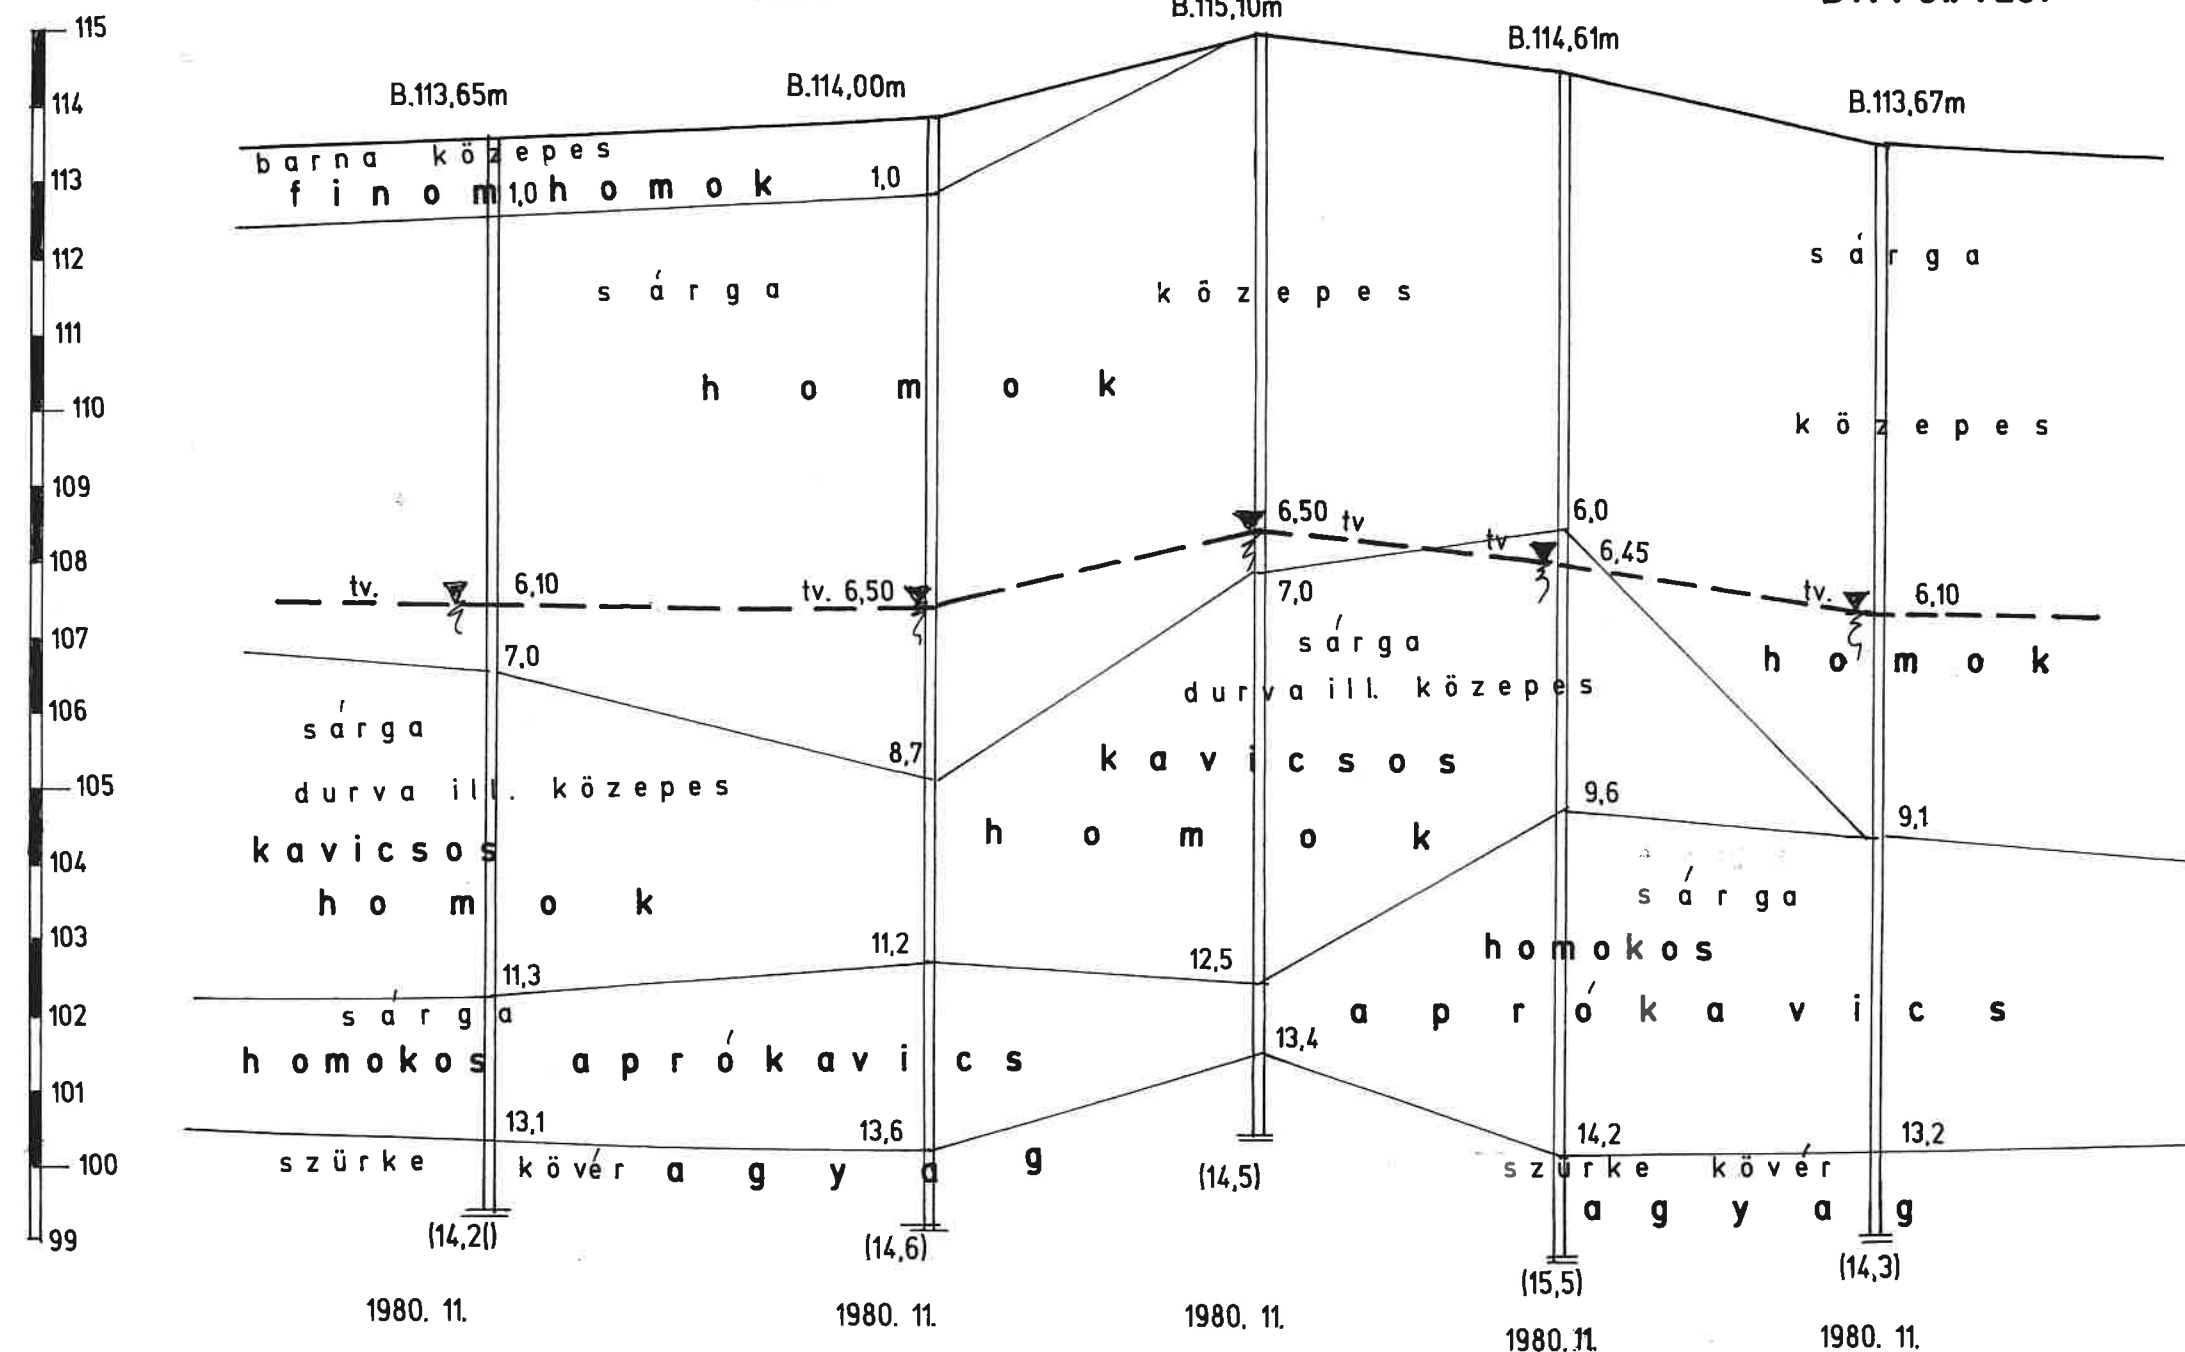 115
B.115,10m
B.114,61m
B.113,65m
B.114,00m
B.113,67m
114
barna közepes
finom homok
1,0
1,0
113
112
sárga
közepes
sárga
111
homok
110
közepes
109
6,50
tv
6,0
108
tv
6,45
tv.
6,10
tv. 6,50
7,0
tv.
6,10
107
7,0
sárga
homok
durva ill. közepes
106
sárga
8,7
kavicsos
105
durva ill. közepes
9,6
9,1
homok
kavicsos
104
sárga
homok
103
11,2
12,5
homokos
11,3
102
sárga
aprókavics
homokos aprókavics
13,4
101
13,1
13,6
14,2
13,2
100
szürke kövér agyag
(14,5)
szürke kövér
agyag
99
(14,2()
(14,6)
(15,5)
(14,3)
1980. 11.
1980. 11.
1980. 11.
1980.11.
1980. 11.